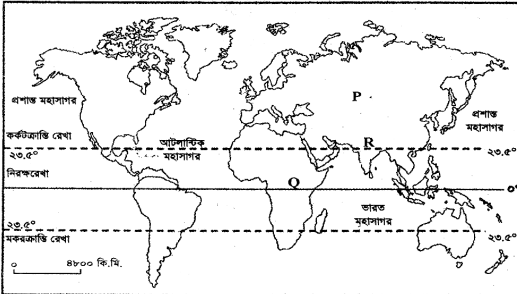 P
প্রশান্ত মহাসাগর
প্রশান্ত
মহাসাগর
কর্কটক্রান্তি রেখা
আটলান্টিক
মহাসাগর
R
২৩.৫°
২৩.৫°
নিরক্ষরেখা
Q
০°
ভারত
মহাসাগর
২৩.৫°
মকরক্রান্তি রেখা
২৩.৫°
০
৪৮০০ কি.মি.